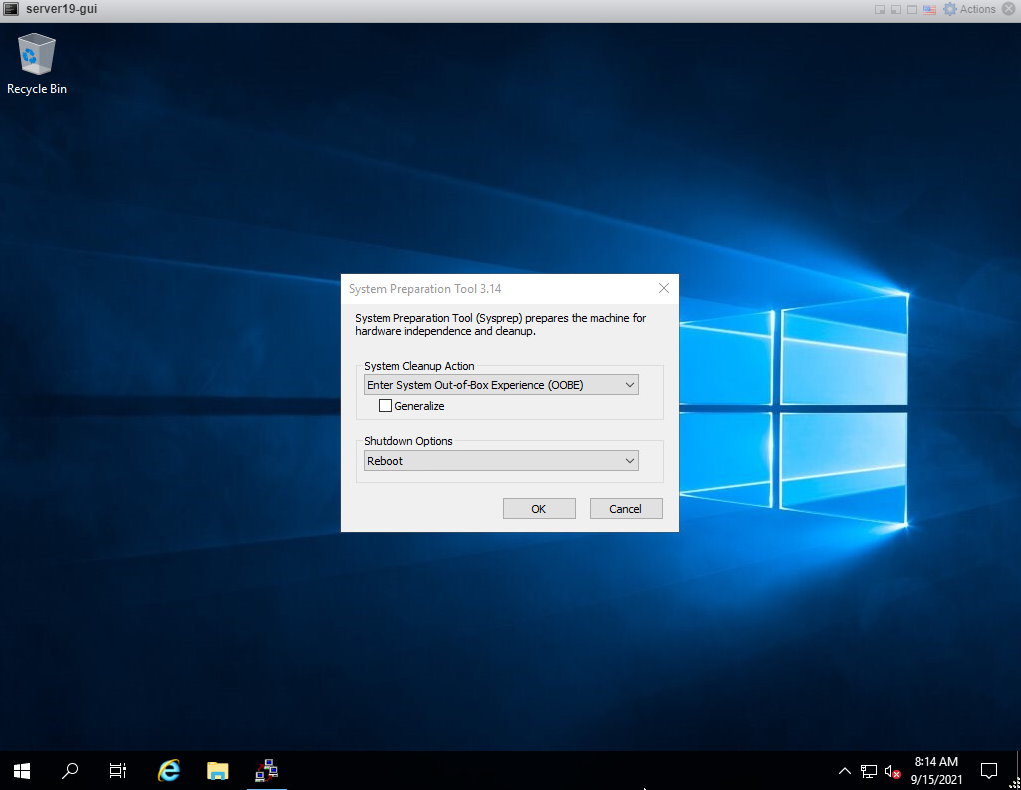 server19-gui
Actions
Recycle Bin
System Preparation Tool 3.14
System Preparation Tool (Sysprep) prepares the machine for
hardware independence and cleanup.
System Cleanup Action
Enter System Out-of-Box Experience (OOBE)
Generalize
Shutdown Options
Reboot
OK
Cancel
8:14 AM
9/15/2021